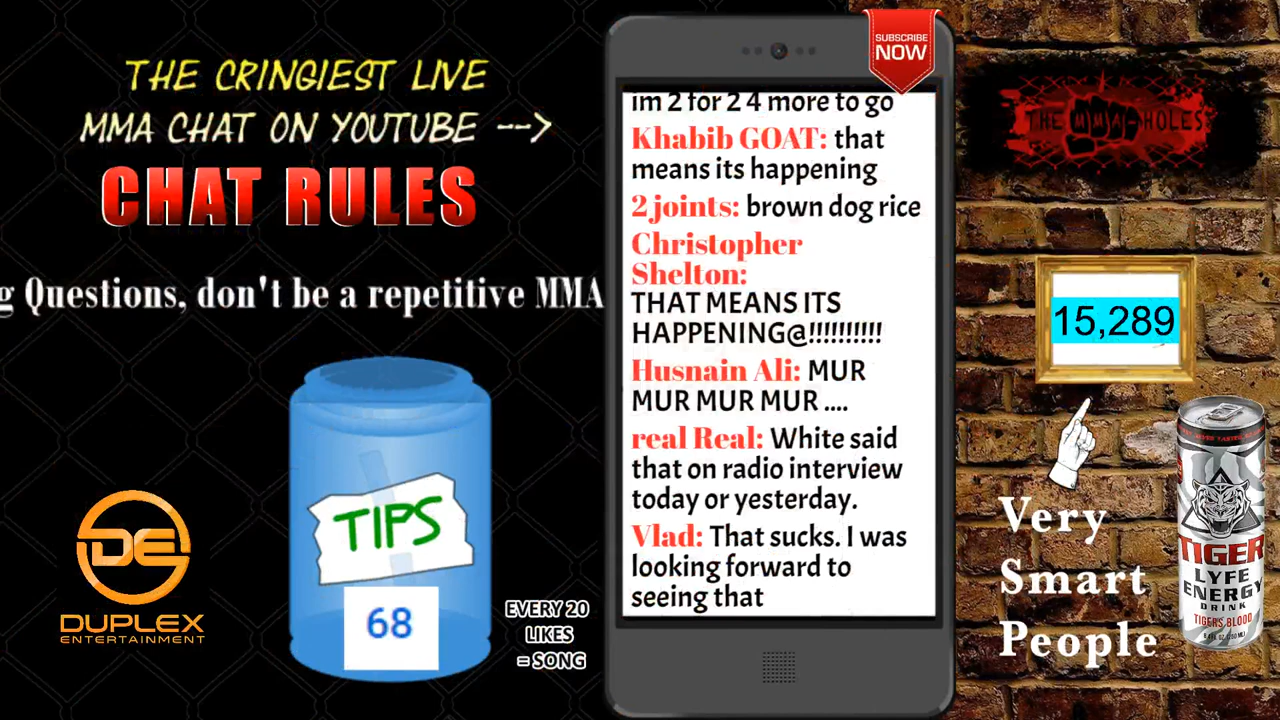 THE CRINGIEST LIVE
MMA CHAT ON YOUTUBE -->
CHAT RULES
g Questions, don't be a repetitive MMA
TIPS
68
EVERY 20
LIKES
= SONG
DE
DUPLEX
ENTERTAINMENT
SUBSCRIBE
NOW
im 2 for 2 4 more to go
Khabib GOAT: that
means its happening
2 joints: brown dog rice
Christopher
Shelton:
THAT MEANS ITS
HAPPENING@!!!!!!!!!!
Husnain Ali: MUR
MUR MUR MUR ....
real Real: White said
that on radio interview
today or yesterday.
Vlad: That sucks. I was
looking forward to
seeing that
THE MMA-HOLES
15,289
Very
Smart
People
TIGER
LYFE
ENERGY
DRINK
TIGERS BLOOD